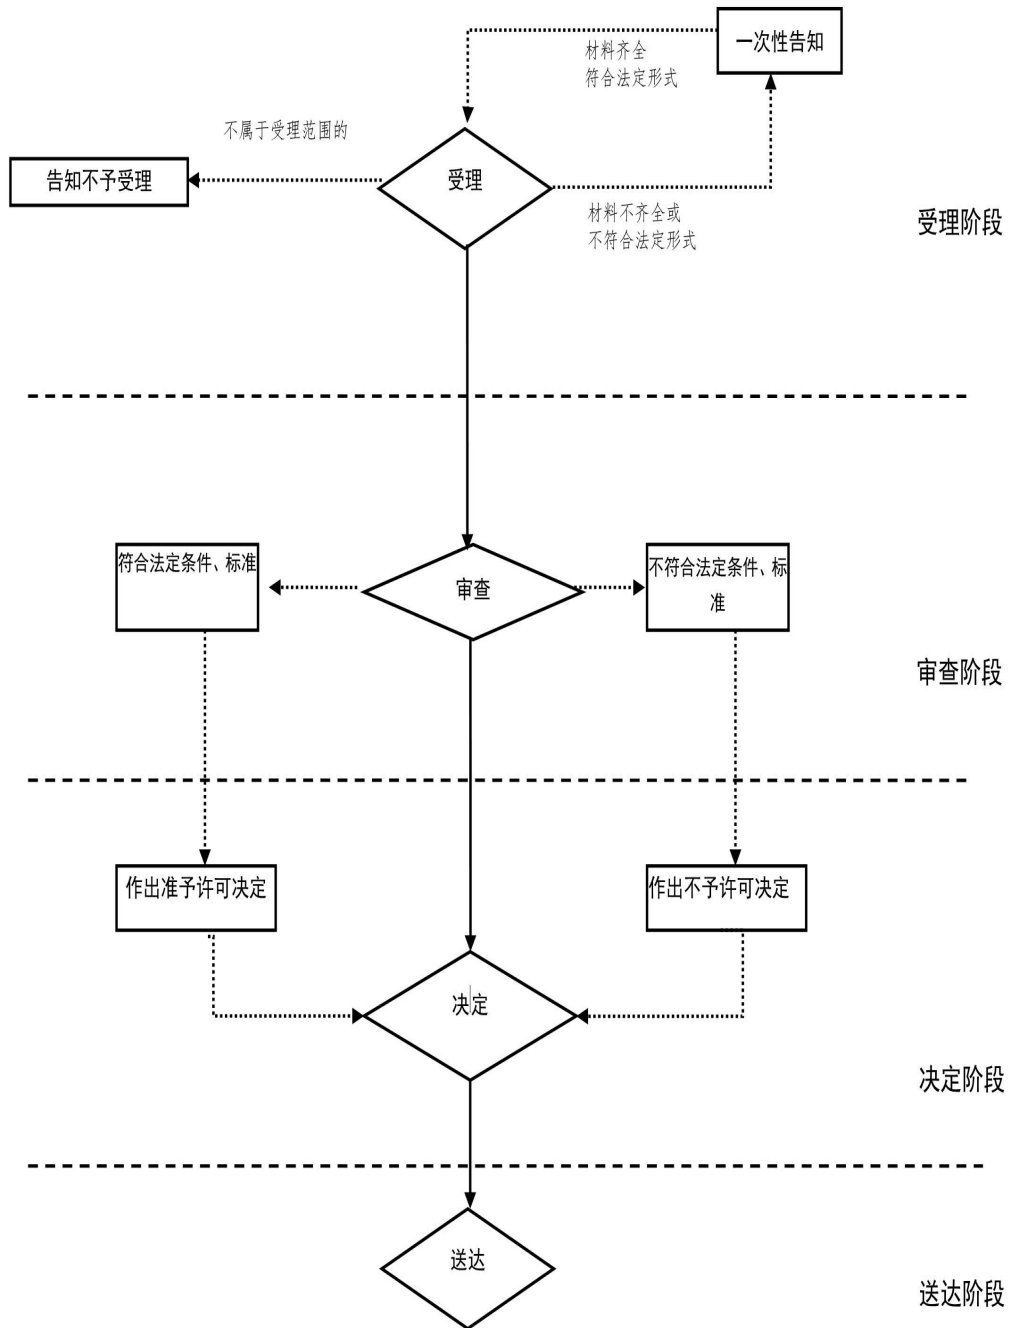 一次性告知
材料齐全
符合法定形式
不属于受理范围的
告知不予受理
受理
材料不齐全或
不符合法定形式
受理阶段
符合法定条件、标准
审查
不符合法定条件、标
准
审查阶段
作出准予许可决定
作出不予许可决定
决定
决定阶段
送达
送达阶段